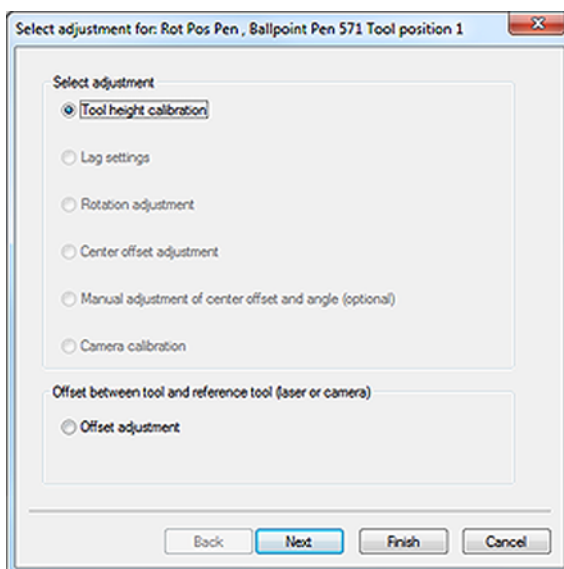 Select adjustment for: Rot Pos Pen , Ballpoint Pen 571 Tool position 1
Select adjustment
Tool height calibration
Lag settings
Rotation adjustment
Center offset adjustment
Manual adjustment of center offset and angle (optional)
Camera calibration
Offset between tool and reference tool (laser or camera)
Offset adjustment
Back Next Finish Cancel